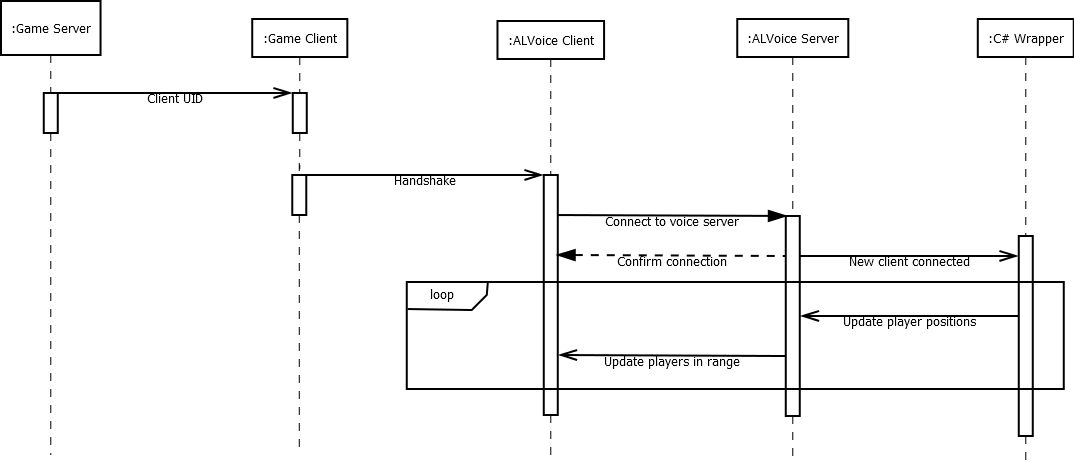 :Game Server
:Game Client
:ALVoice Client
:ALVoice Server
:C# Wrapper
Client UID
Handshake
Connect to voice server
Confirm connection
New client connected
loop
Update player positions
Update players in range